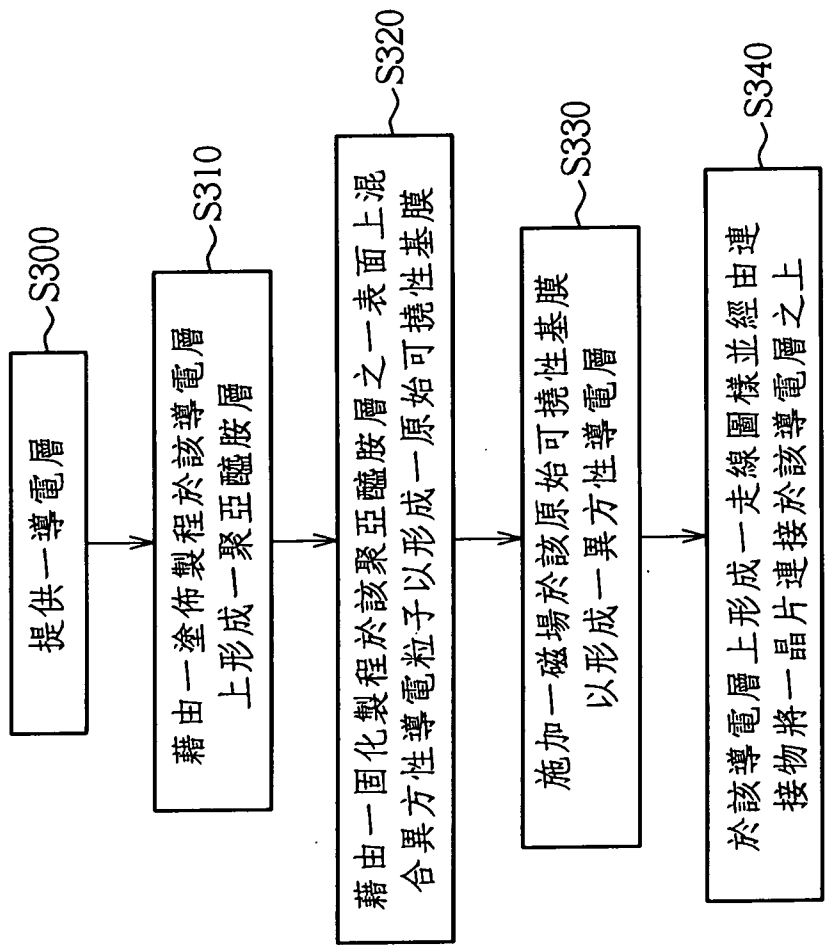 S300
提供一導電層
S310
藉由一塗佈製程於該導電層
上形成一聚亞醯胺層
S320
藉由一固化製程於該聚亞醯胺層之一表面上混
合異方性導電粒子以形成一原始可撓性基膜
S330
施加一磁場於該原始可撓性基膜
以形成一異方性導電層
S340
於該導電層上形成一走線圖樣並經由連
接物將一晶片連接於該導電層之上